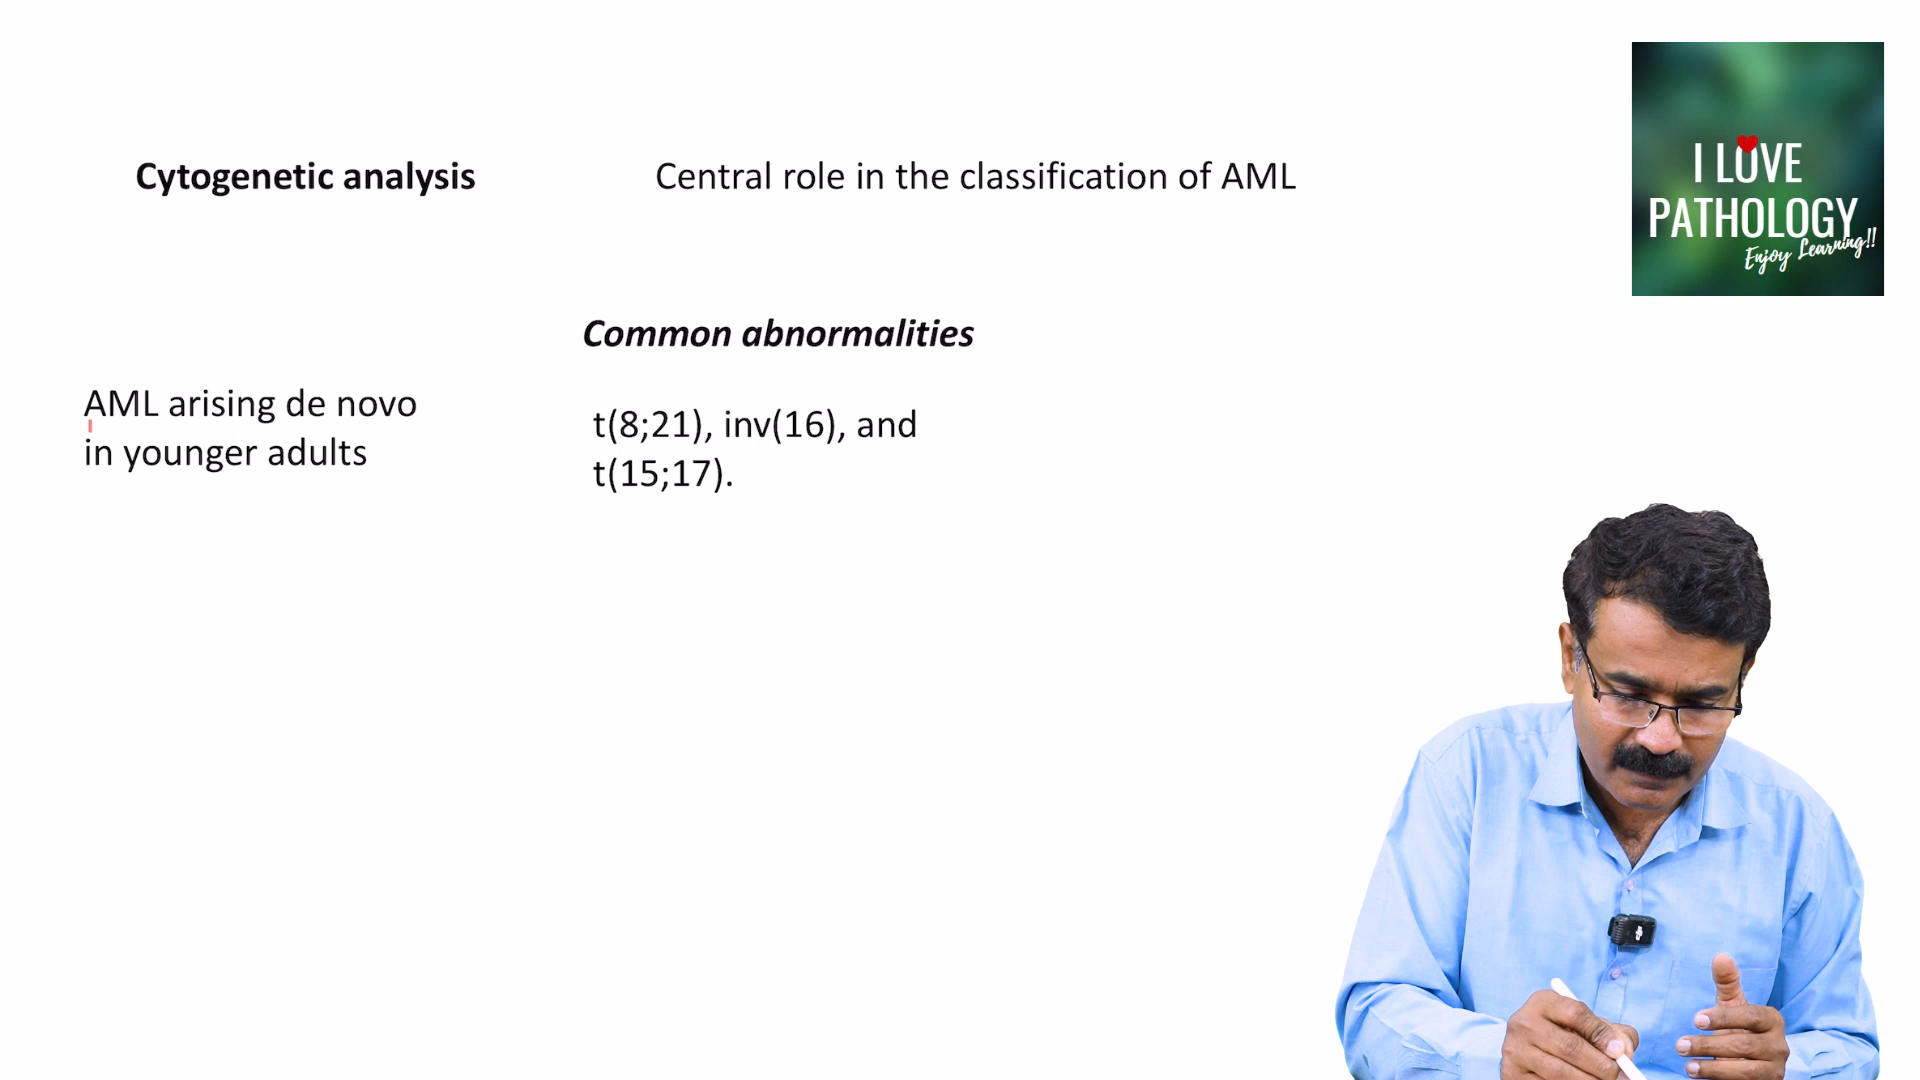 Cytogenetic analysis
Central role in the classification of AML
I LOVE
PATHOLOGY
Enjoy Learning!!
Common abnormalities
AML arising de novo
in younger adults
t(8;21), inv(16), and
t(15;17).